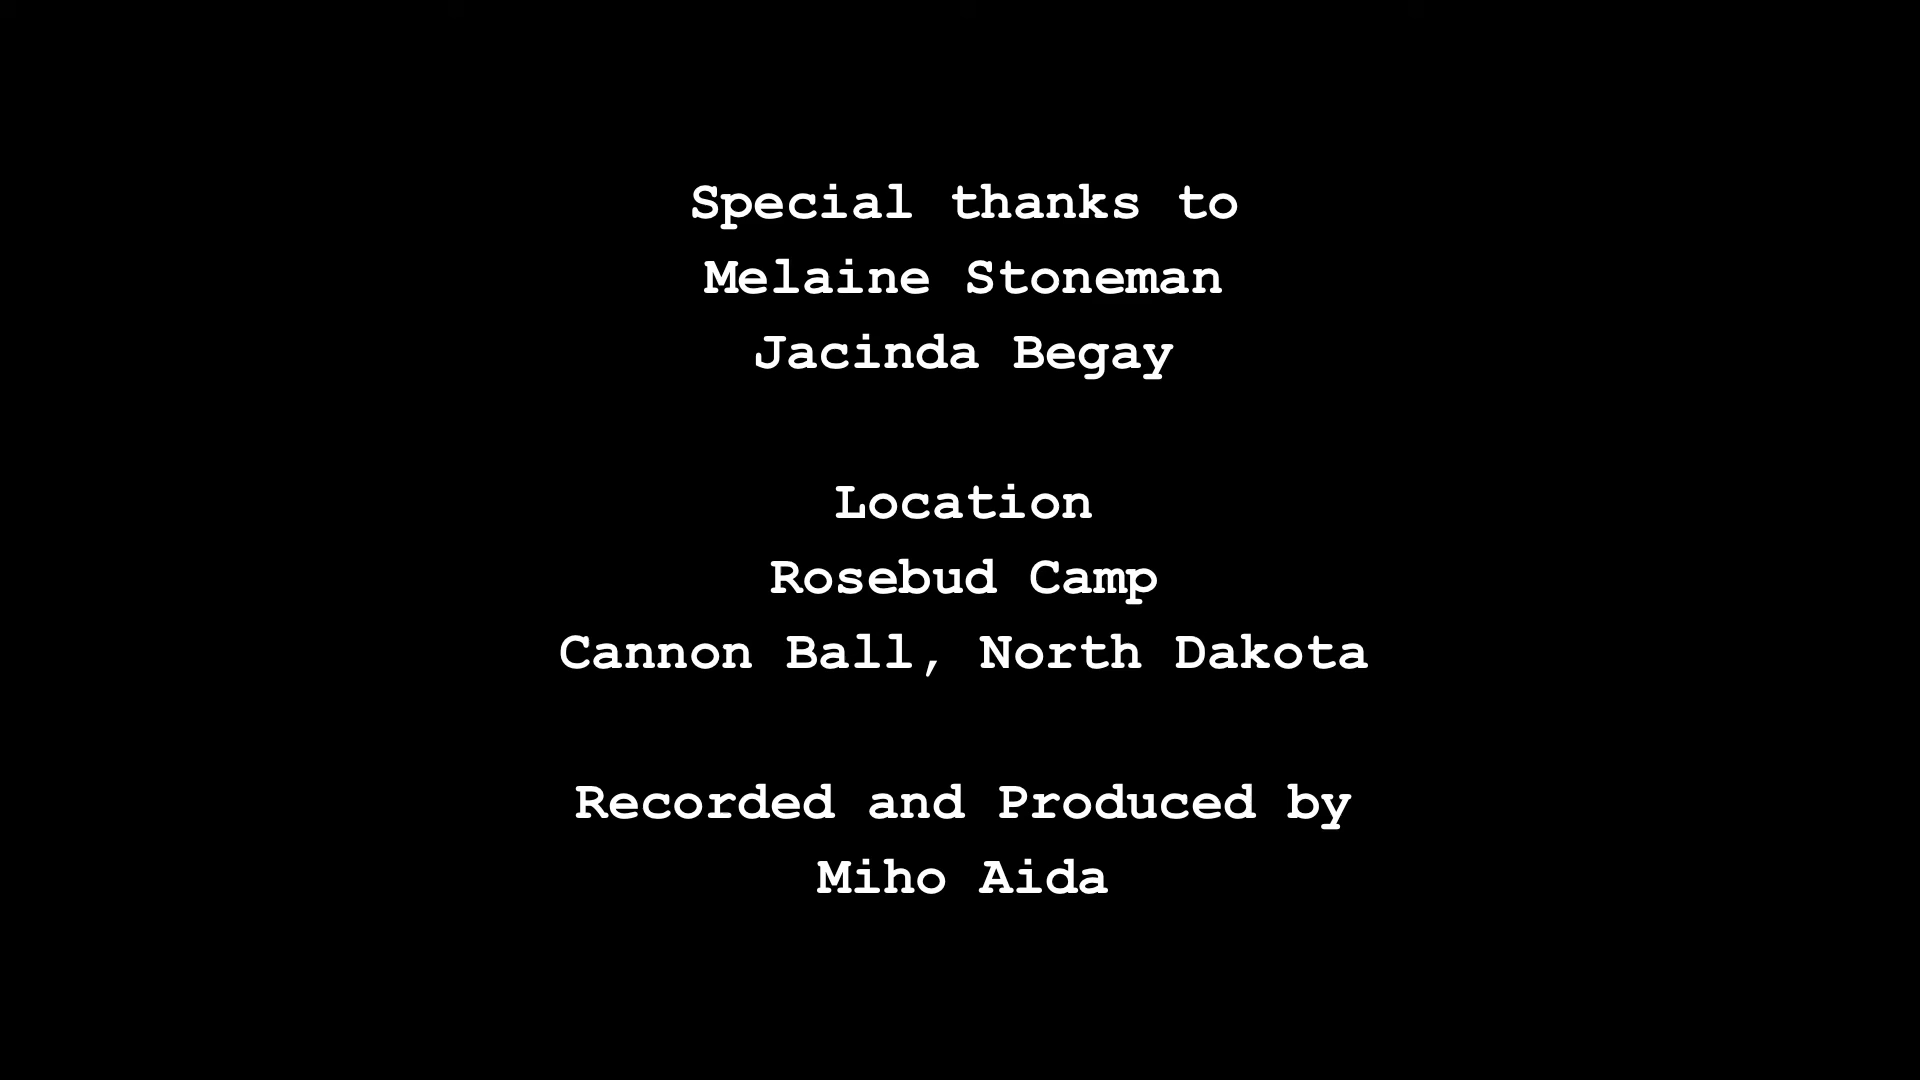 Special thanks to
Melaine Stoneman
Jacinda Begay
Location
Rosebud Camp
Cannon Ball, North Dakota
Recorded and Produced by
Miho Aida